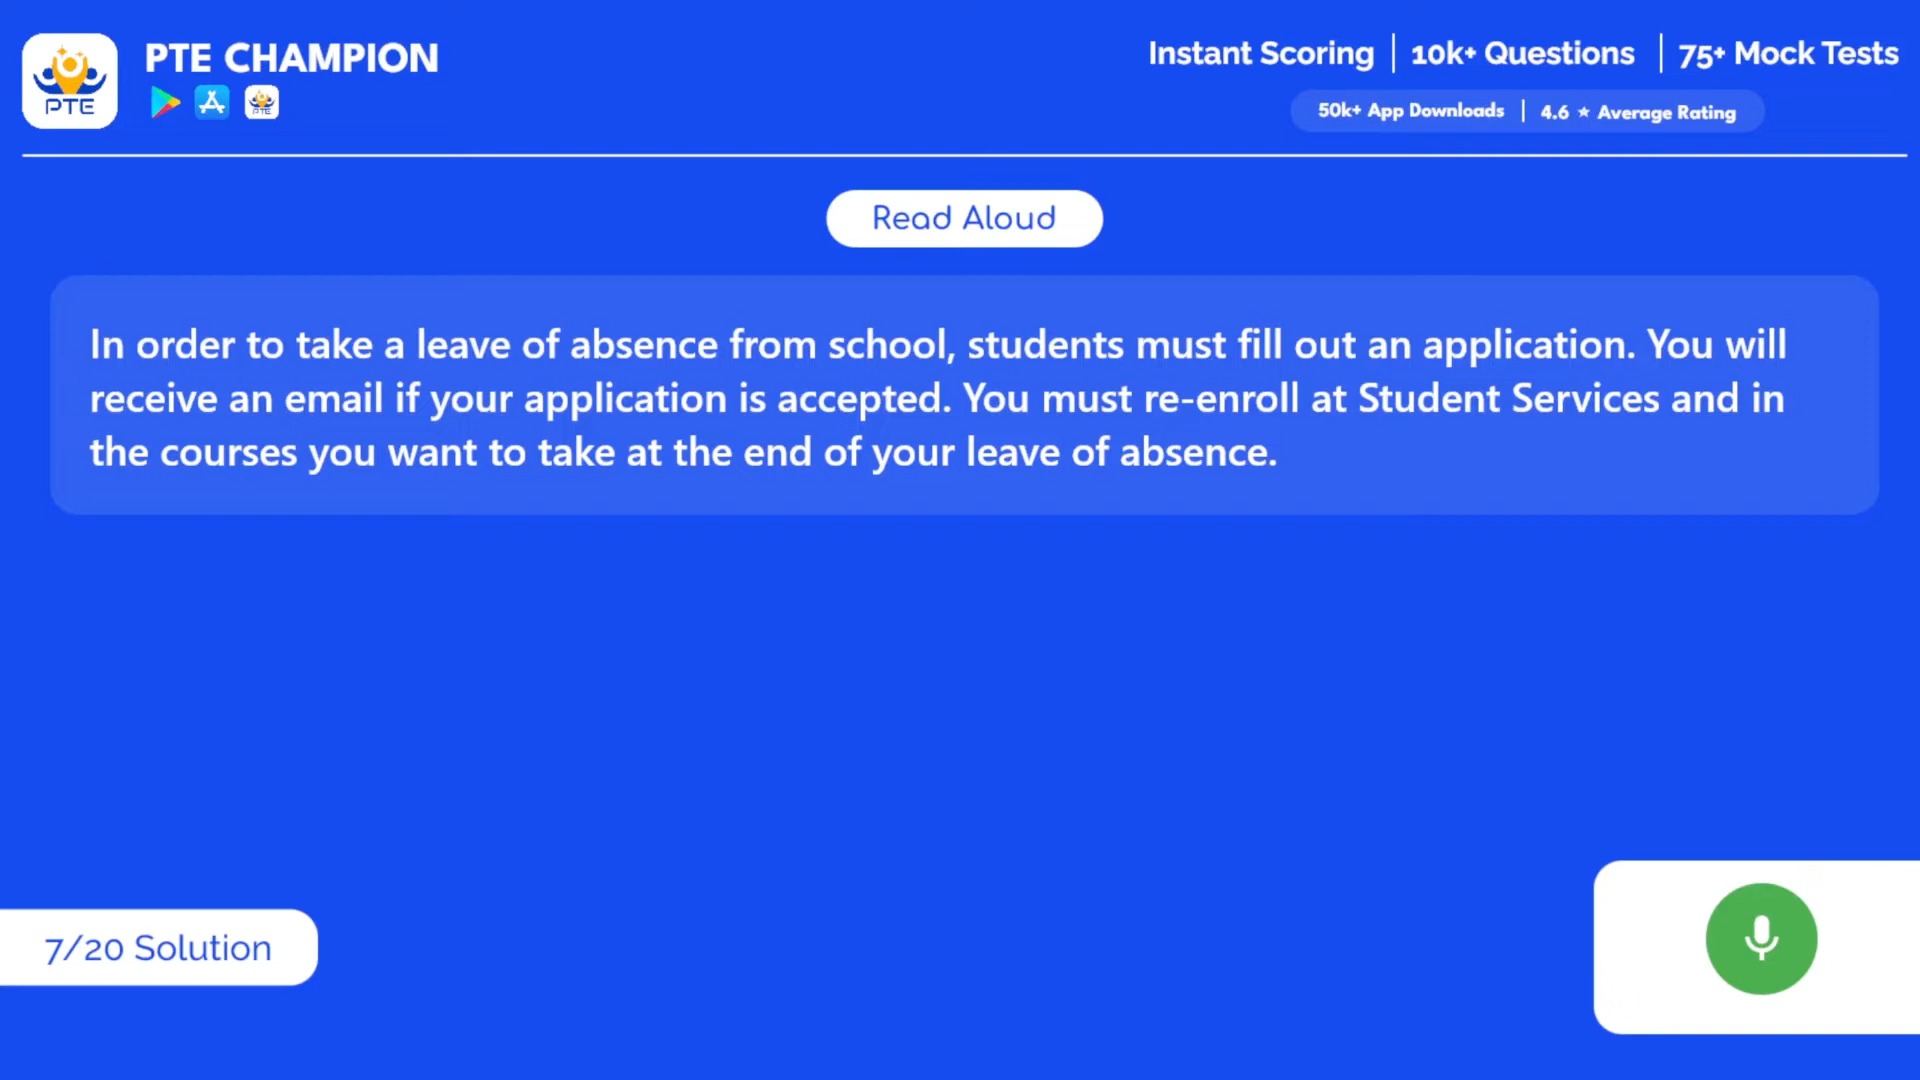 PTE CHAMPION
PTE
PTE
Instant Scoring | 10k+ Questions | 75+ Mock Tests
50k+ App Downloads | 4.6 ★ Average Rating
Read Aloud
In order to take a leave of absence from school, students must fill out an application. You will
receive an email if your application is accepted. You must re-enroll at Student Services and in
the courses you want to take at the end of your leave of absence.
7/20 Solution